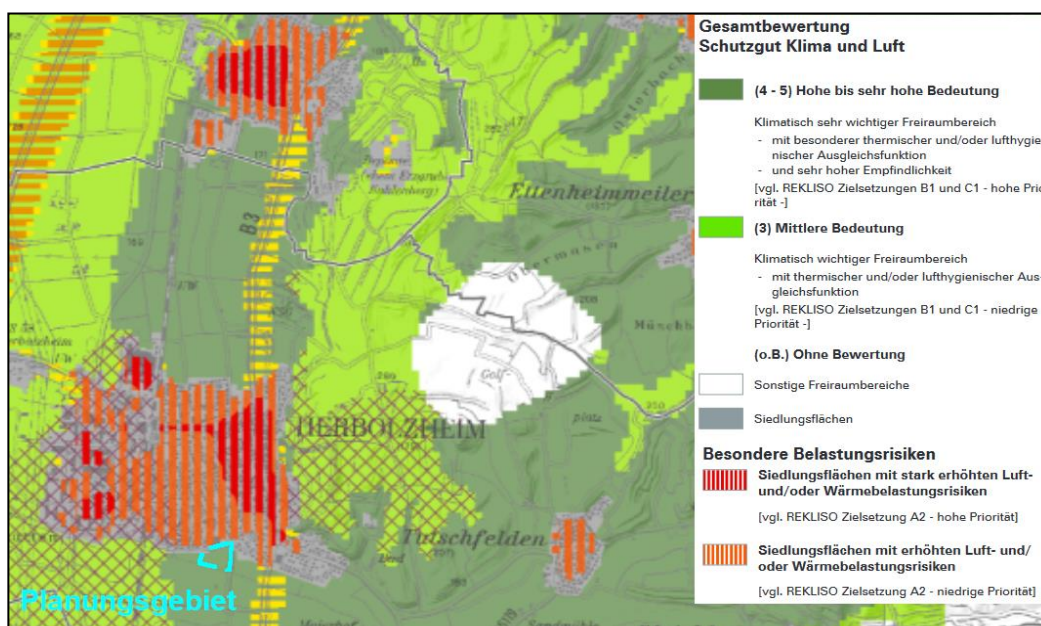 Gesamtbewertung
Schutzgut Klima und Luft
(4 - 5) Hohe bis sehr hohe Bedeutung
Klimatisch sehr wichtiger Freiraumbereich
- mit besonderer thermischer und/oder lufthygie-
nischer Ausgleichsfunktion
- und sehr hoher Empfindlichkeit
[vgl. REKLISO Zielsetzungen B1 und C1 - hohe Prio
rität -]
(3) Mittlere Bedeutung
Klimatisch wichtiger Freiraumbereich
- mit thermischer und/oder lufthygienischer Aus-
gleichsfunktion
[vgl. REKLISO Zielsetzungen B1 und C1 - niedrige
Priorität -]
(o.B.) Ohne Bewertung
Sonstige Freiraumbereiche
Siedlungsflächen
Besondere Belastungsrisiken
Siedlungsflächen mit stark erhöhten Luft-
und/oder Wärmebelastungsrisiken
[vgl. REKLISO Zielsetzung A2 - hohe Priorität]
Siedlungsflächen mit erhöhten Luft- und/
oder Wärmebelastungsrisiken
[vgl. REKLISO Zielsetzung A2 - niedrige Priorität]
Ettenheimweiler
B3
169
Golf
platz
HERBOLZHEIM
Tutschfelden
Planungsgebiet